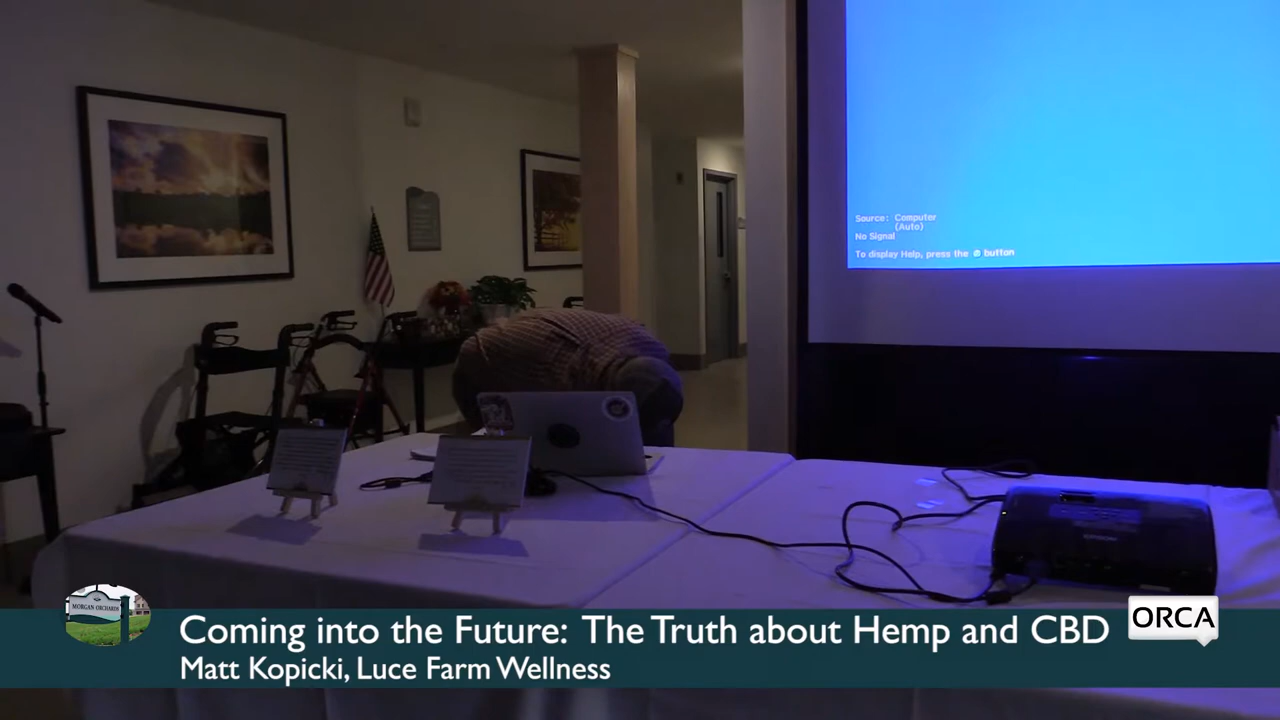 Source: Computer
(Auto)
No Signal
To display Help, press the button
MORGAN ORCHARDS
Coming into the Future: The Truth about Hemp and CBD
ORCA
Matt Kopicki, Luce Farm Wellness